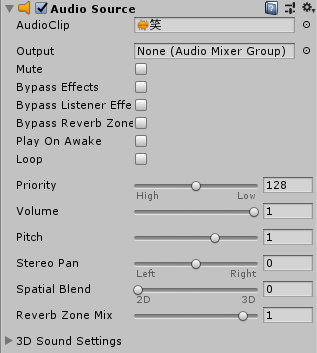 Audio Source
AudioClip 笑
Output None (Audio Mixer Group)
Mute
Bypass Effects
Bypass Listener Effe
Bypass Reverb Zone
Play On Awake
Loop
Priority 128
High Low
Volume 1
Pitch 1
Stereo Pan 0
Left Right
Spatial Blend 0
2D 3D
Reverb Zone Mix 1
3D Sound Settings